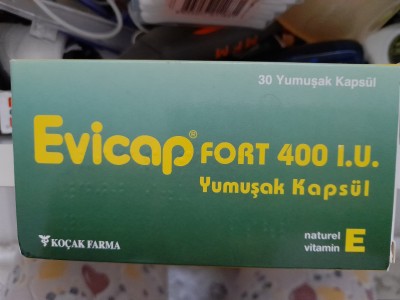 30 Yumuşak Kapsül
Evicap® FORT 400 I.U.
Yumuşak Kapsül
KOÇAK FARMA
naturel
vitamin E